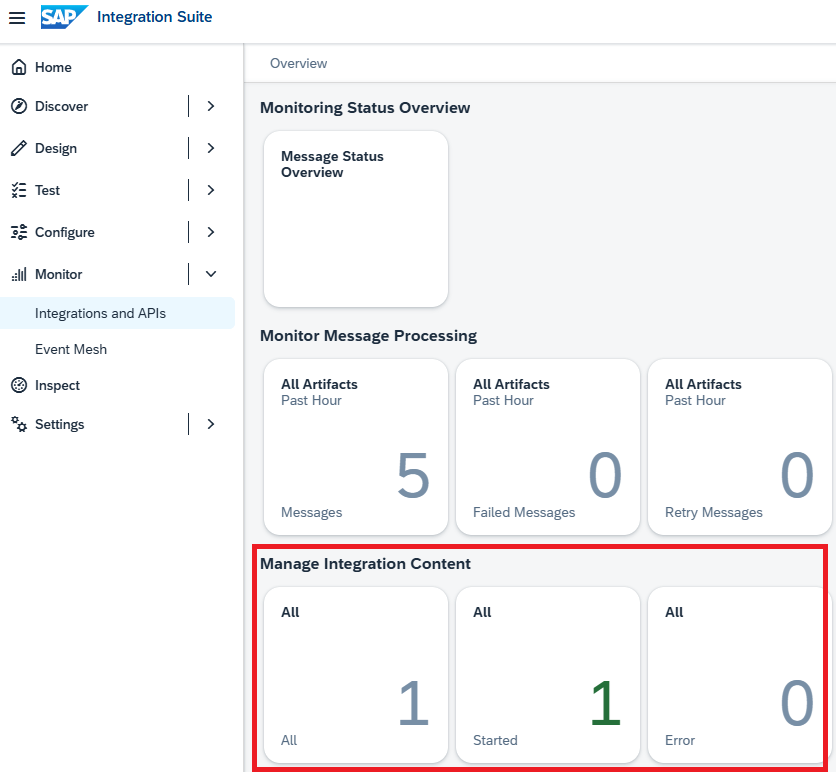 SAP Integration Suite
Home
Discover
Design
Test
Configure
Monitor
Integrations and APIs
Event Mesh
Inspect
Settings
Overview
Monitoring Status Overview
Message Status
Overview
Monitor Message Processing
All Artifacts
Past Hour
5
Messages
All Artifacts
Past Hour
0
Failed Messages
All Artifacts
Past Hour
0
Retry Messages
Manage Integration Content
All
1
All
All
1
Started
All
0
Error